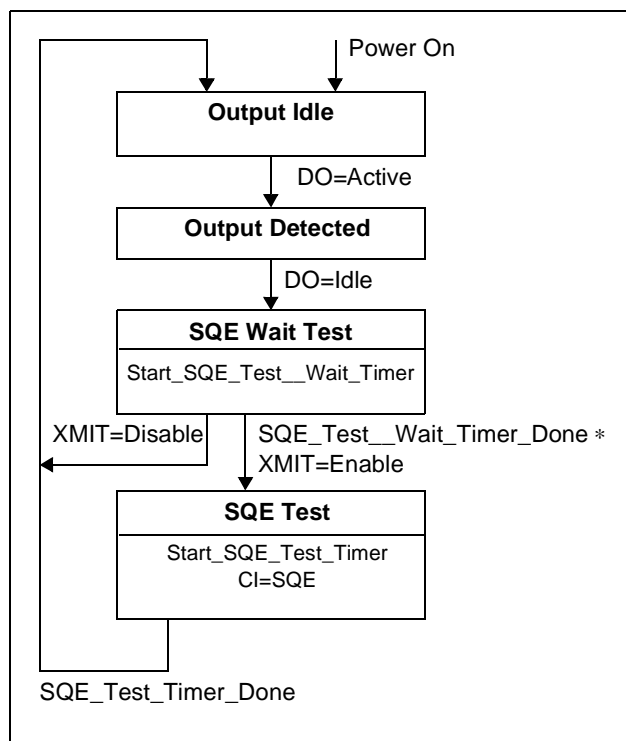 Power On
Output Idle
DO=Active
Output Detected
DO=Idle
SQE Wait Test
Start_SQE_Test__Wait_Timer
XMIT=Disable
SQE_Test__Wait_Timer_Done *
XMIT=Enable
SQE Test
Start_SQE_Test_Timer
CI=SQE
SQE_Test_Timer_Done